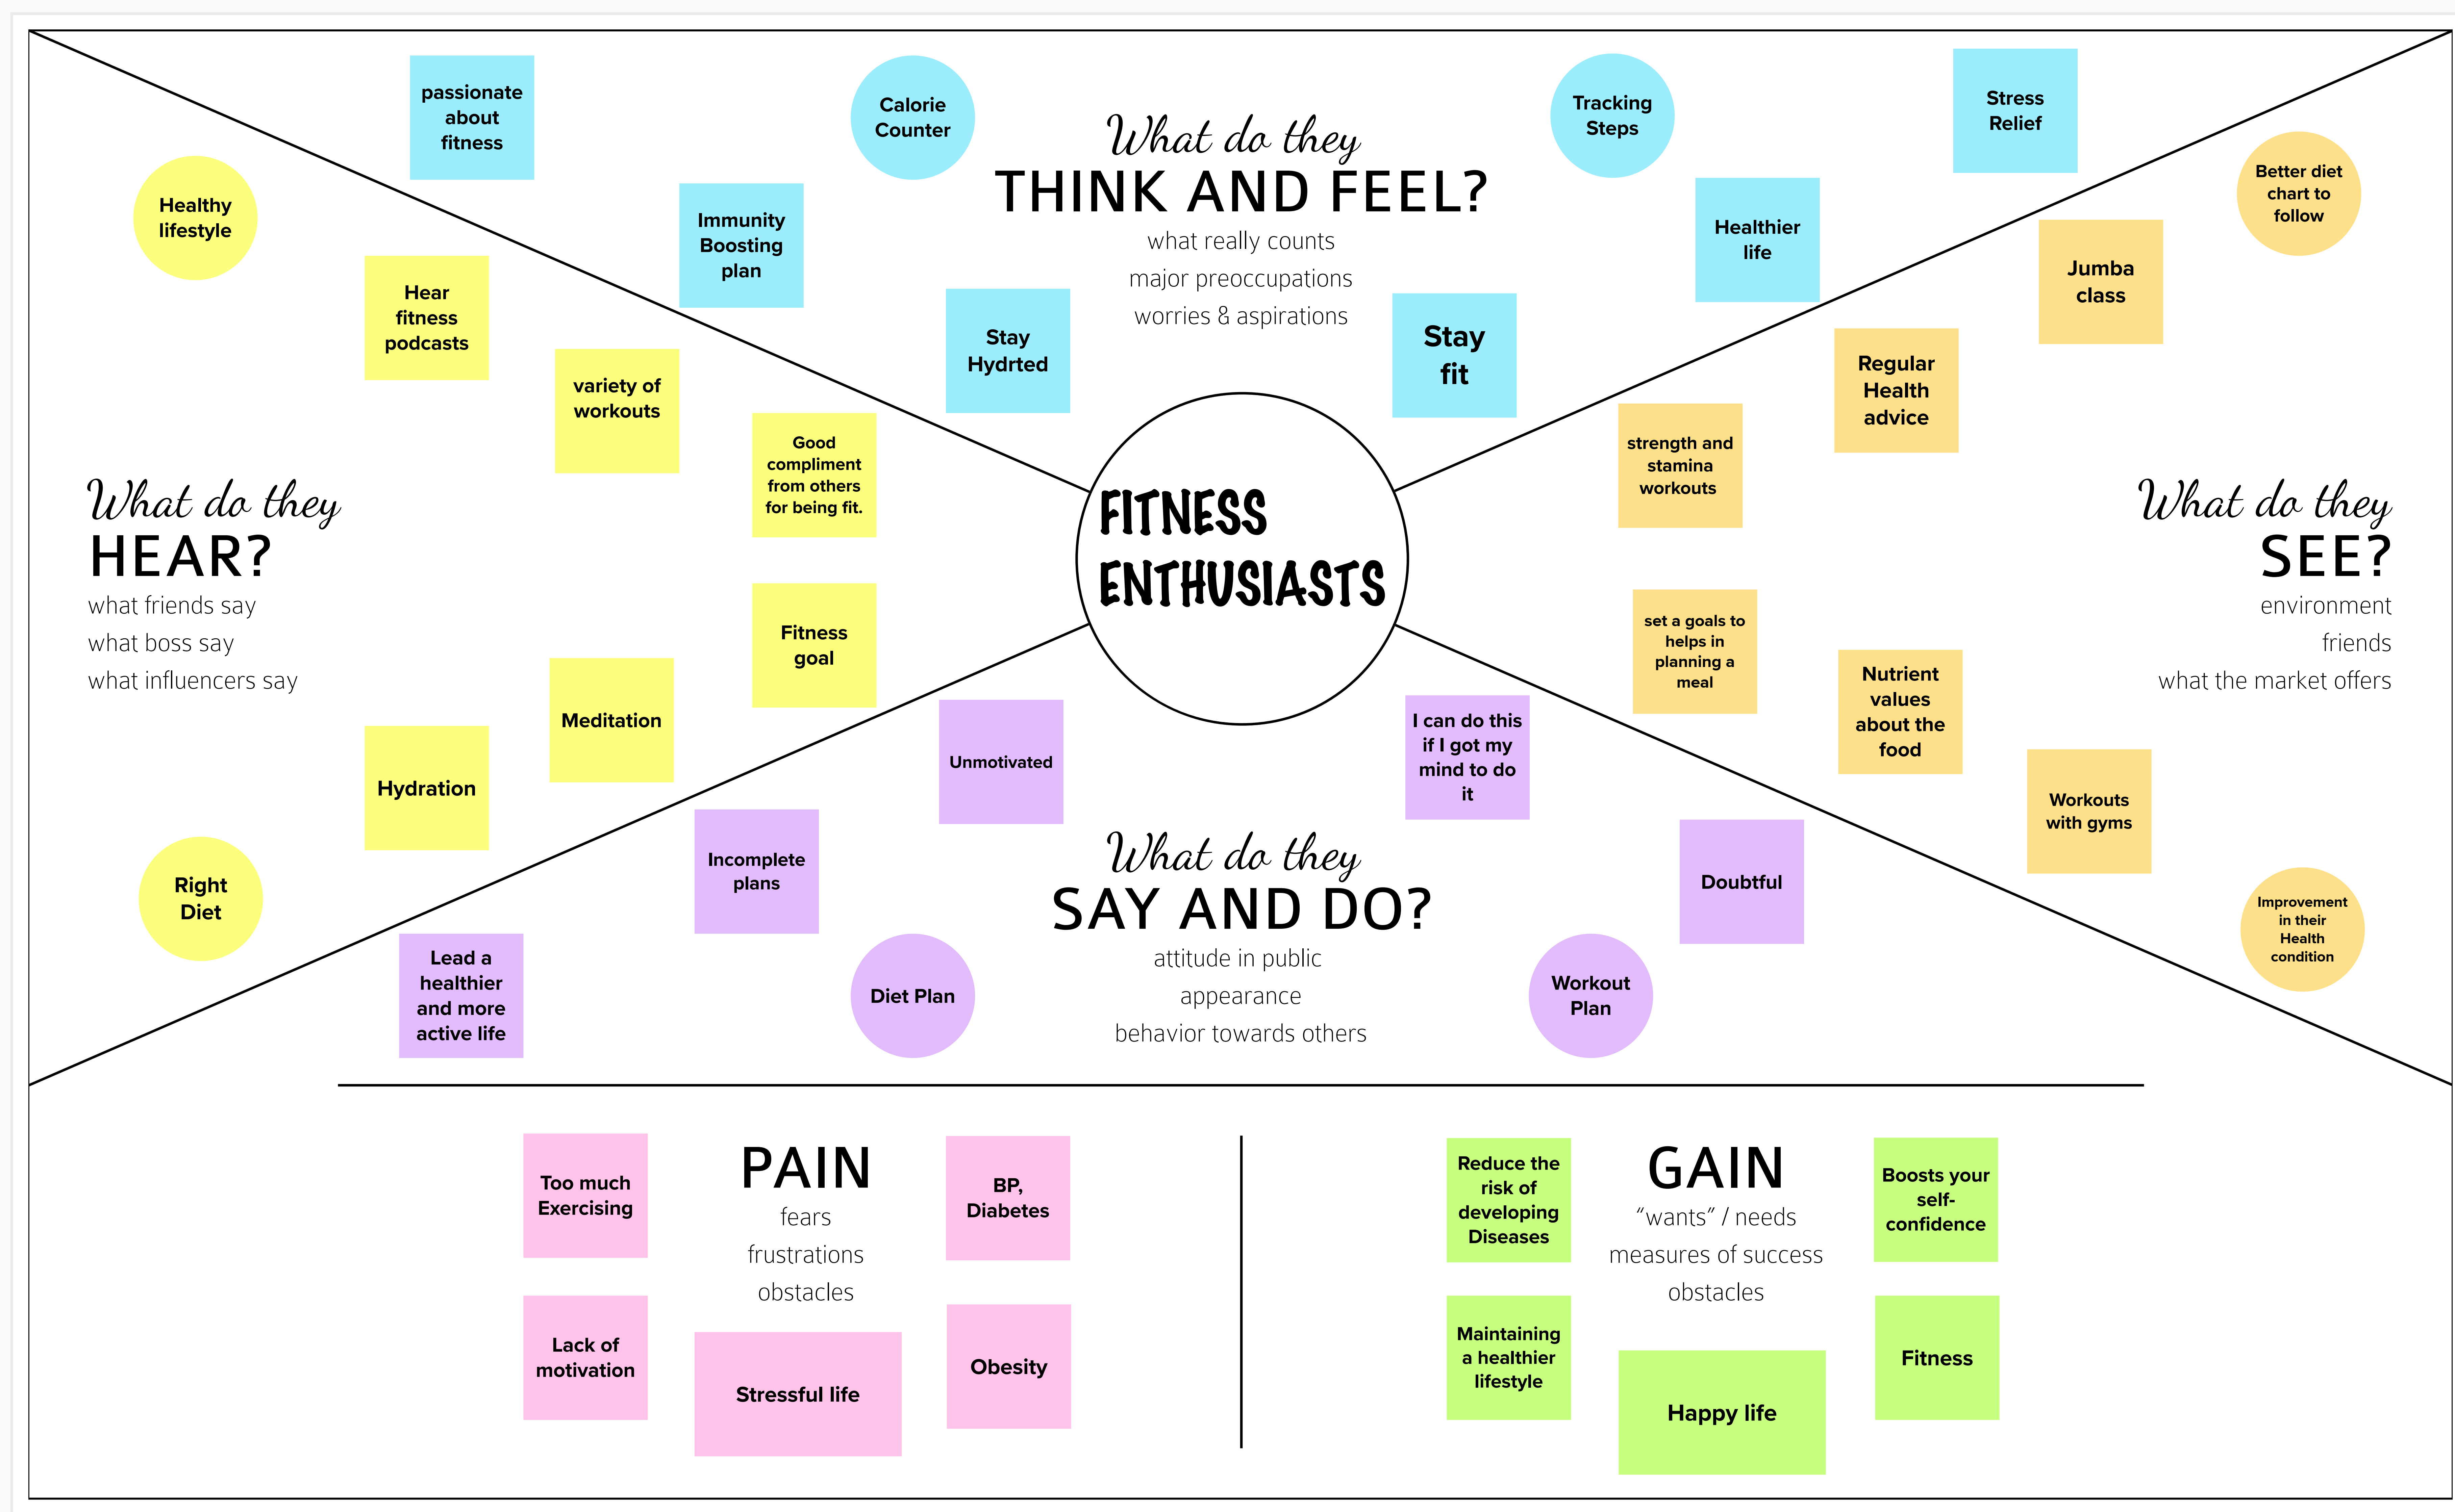 What do they
THINK AND FEEL?
what really counts
major preoccupations
worries & aspirations
passionate
about
fitness
Calorie
Counter
Immunity
Boosting
plan
Stay
Hydrted
Tracking
Steps
Stress
Relief
Healthier
life
Stay
fit
What do they
HEAR?
what friends say
what boss say
what influencers say
Healthy
lifestyle
Hear
fitness
podcasts
variety of
workouts
Good
compliment
from others
for being fit.
Fitness
goal
Meditation
Hydration
Right
Diet
FITNESS
ENTHUSIASTS
What do they
SEE?
environment
friends
what the market offers
Better diet
chart to
follow
Jumba
class
Regular
Health
advice
strength and
stamina
workouts
set a goals to
helps in
planning a
meal
Nutrient
values
about the
food
Workouts
with gyms
Improvement
in their
Health
condition
What do they
SAY AND DO?
attitude in public
appearance
behavior towards others
Unmotivated
Incomplete
plans
Lead a
healthier
and more
active life
Diet Plan
I can do this
if I got my
mind to do
it
Doubtful
Workout
Plan
PAIN
fears
frustrations
obstacles
Too much
Exercising
BP,
Diabetes
Lack of
motivation
Stressful life
Obesity
GAIN
“wants” / needs
measures of success
obstacles
Reduce the
risk of
developing
Diseases
Boosts your
self-
confidence
Maintaining
a healthier
lifestyle
Happy life
Fitness